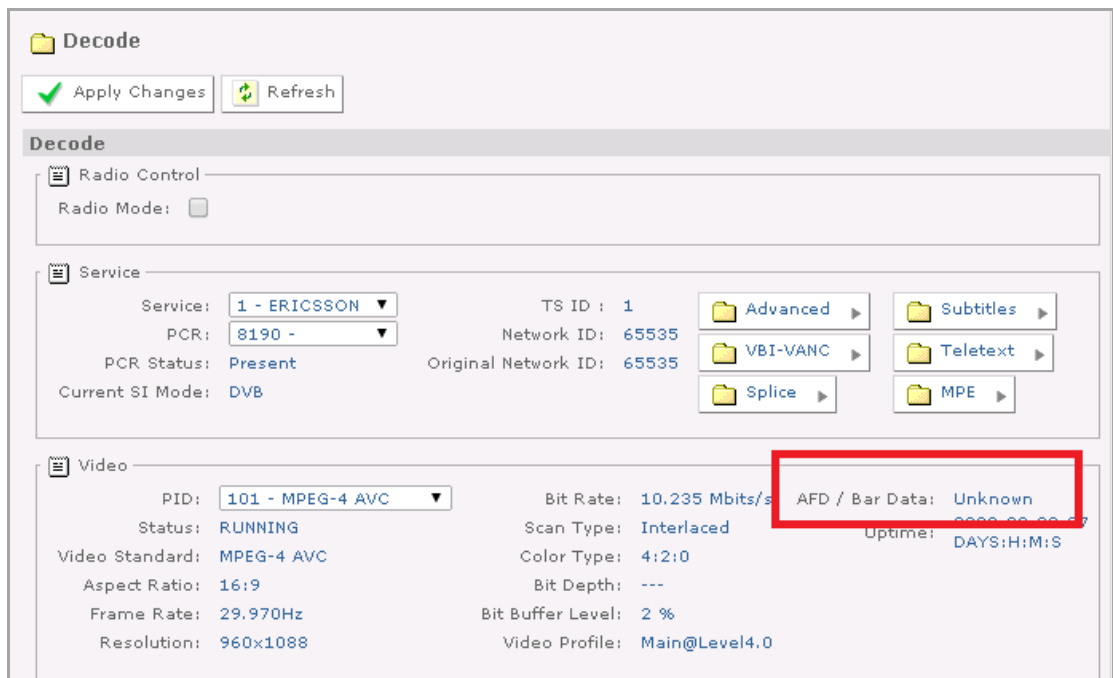 Decode
Apply Changes Refresh
Decode
Radio Control
Radio Mode:
Service
Service: 1 - ERICSSON TS ID : 1 Advanced Subtitles
PCR: 8190 - Network ID: 65535
PCR Status: Present Original Network ID: 65535 VBI-VANC Teletext
Current SI Mode: DVB Splice MPE
Video
PID: 101 - MPEG-4 AVC Bit Rate: 10.235 Mbits/s AFD / Bar Data: Unknown
Status: RUNNING Scan Type: Interlaced Uptime:
Video Standard: MPEG-4 AVC Color Type: 4:2:0 DAYS:H:M:S
Aspect Ratio: 16:9 Bit Depth: ---
Frame Rate: 29.970Hz Bit Buffer Level: 2 %
Resolution: 960x1088 Video Profile: Main@Level4.0